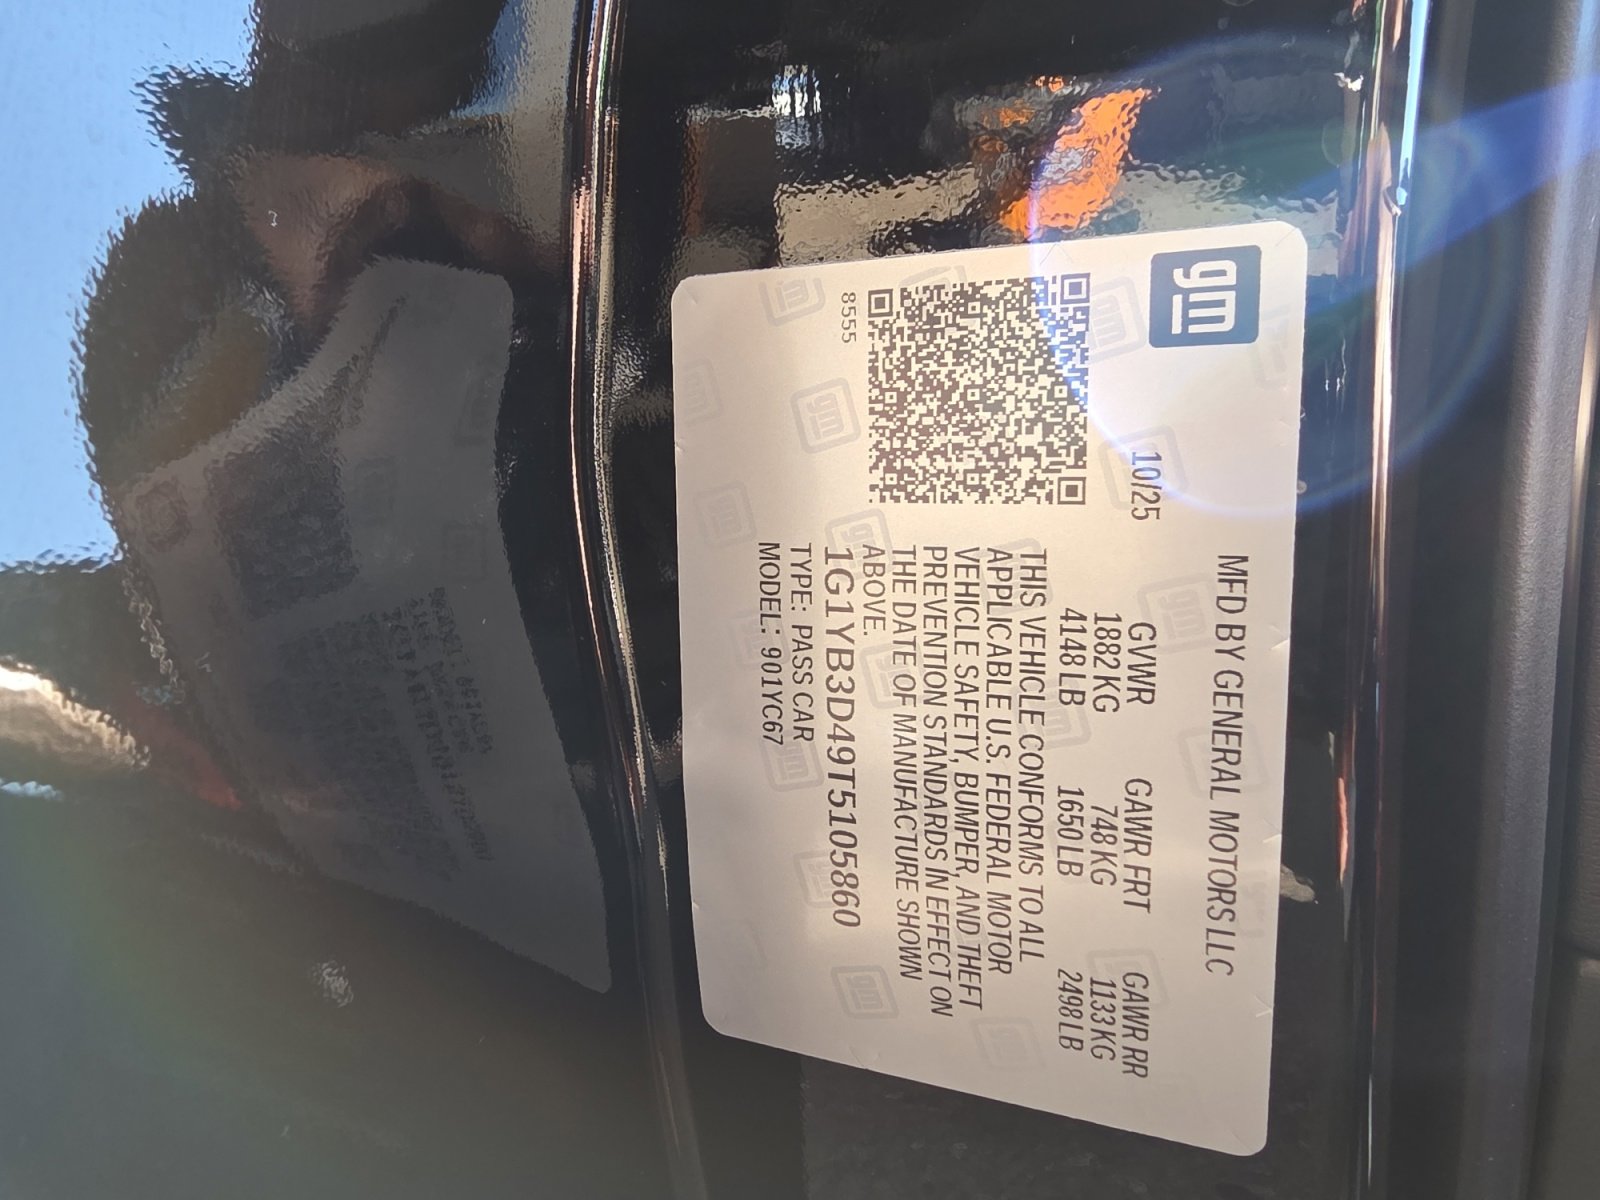 gm
MFD BY GENERAL MOTORS LLC
10/25
GVWR GAWR FRT GAWR RR
1882 KG 748 KG 1133 KG
4148 LB 1650 LB 2498 LB
THIS VEHICLE CONFORMS TO ALL
APPLICABLE U.S. FEDERAL MOTOR
VEHICLE SAFETY, BUMPER, AND THEFT
PREVENTION STANDARDS IN EFFECT ON
THE DATE OF MANUFACTURE SHOWN
ABOVE.
1G1YB3D49T5105860
TYPE: PASS CAR
MODEL: 901YC67
8555